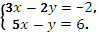 3x − 2y = −2,
5x − y = 6.